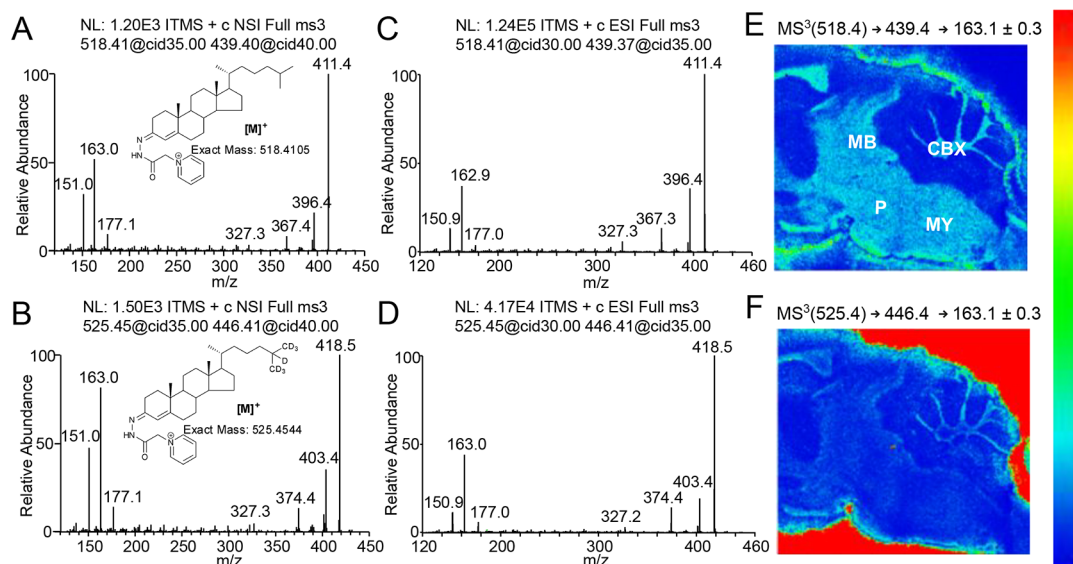 A
NL: 1.20E3 ITMS + c NSI Full ms3
518.41@cid35.00 439.40@cid40.00
Relative Abundance
100
50
0
411.4
163.0
151.0
177.1
327.3
367.4
396.4
N
HN
O
N
⊕
[M]+
Exact Mass: 518.4105
150 200 250 300 350 400 450
m/z
C
NL: 1.24E5 ITMS + c ESI Full ms3
518.41@cid30.00 439.37@cid35.00
Relative Abundance
100
50
0
411.4
162.9
150.9
177.0
327.3
367.3
396.4
120 200 300 400 460
m/z
E
MS3(518.4) → 439.4 → 163.1 ± 0.3
MB
CBX
P
MY
B
NL: 1.50E3 ITMS + c NSI Full ms3
525.45@cid35.00 446.41@cid40.00
Relative Abundance
100
50
0
418.5
163.0
151.0
177.1
327.3
374.4
403.4
CD3
D
CD3
N
HN
O
N
⊕
[M]+
Exact Mass: 525.4544
150 200 250 300 350 400 450
m/z
D
NL: 4.17E4 ITMS + c ESI Full ms3
525.45@cid30.00 446.41@cid35.00
Relative Abundance
100
50
0
418.5
163.0
150.9
177.0
327.2
374.4
403.4
120 200 300 400 460
m/z
F
MS3(525.4) → 446.4 → 163.1 ± 0.3